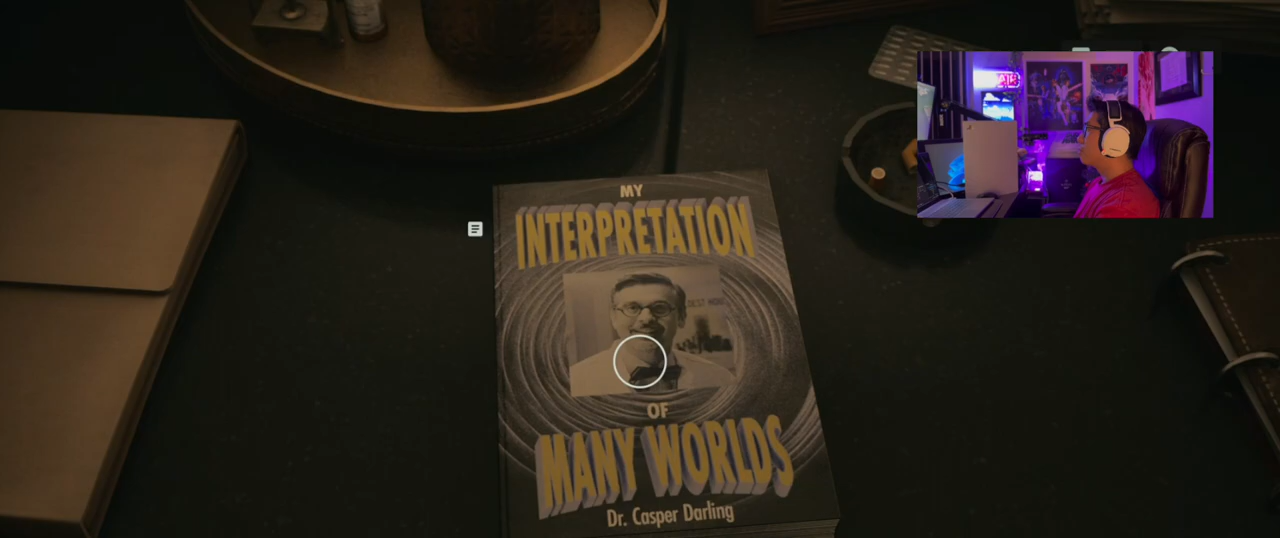 MY
INTERPRETATION
OF
MANY WORLDS
Dr. Casper Darling